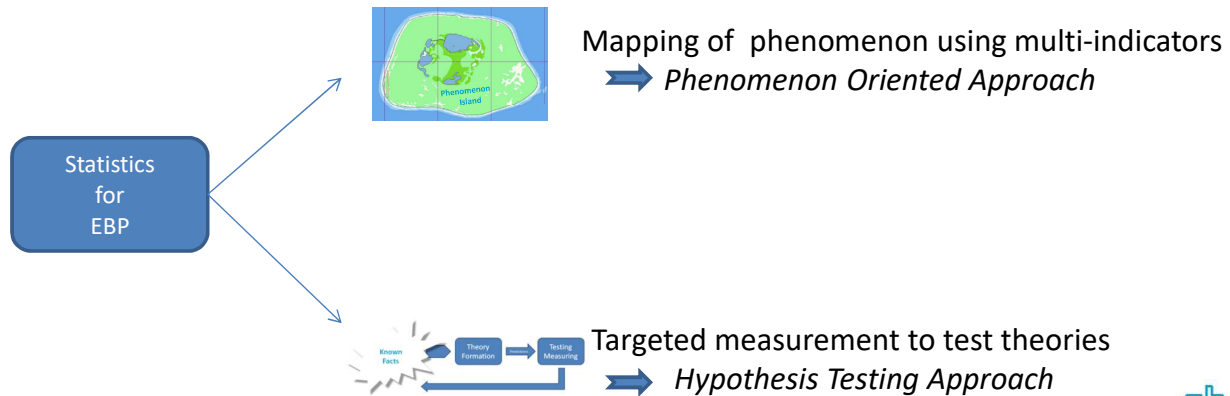 Mapping of phenomenon using multi-indicators
Phenomenon Oriented Approach
Phenomenon
Island
Statistics
for
EBP
Known
Facts
Theory
Formation
Testing
Measuring
Targeted measurement to test theories
Hypothesis Testing Approach